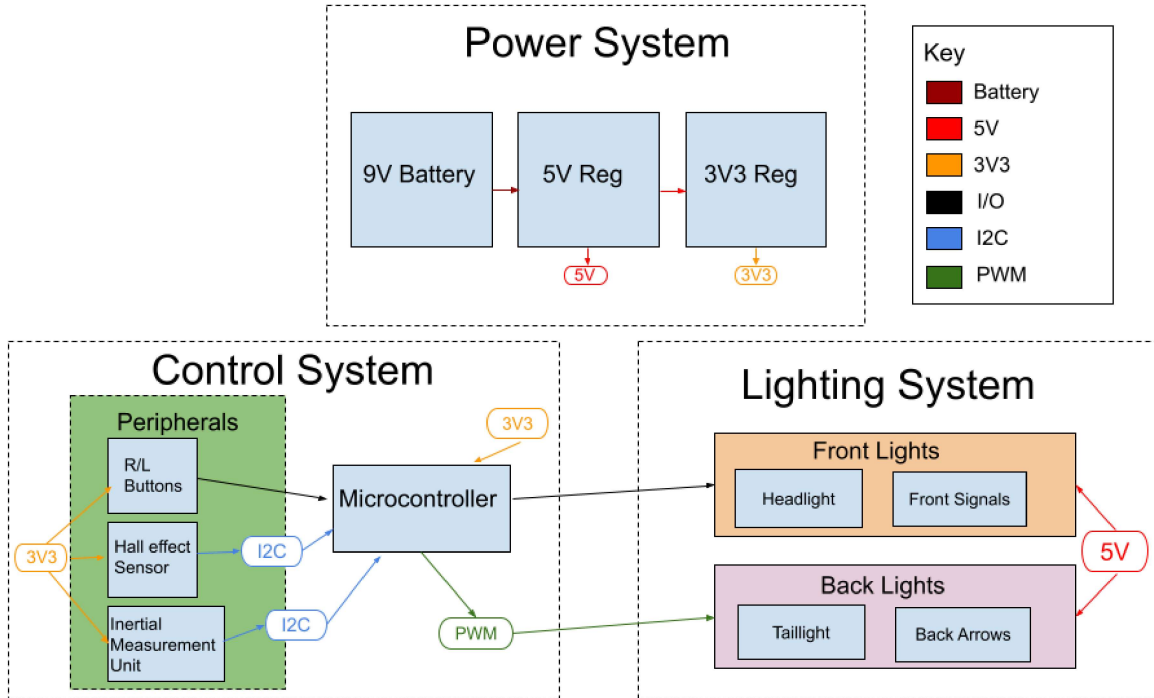 Power System
9V Battery
5V Reg
3V3 Reg
5V
3V3
Key
Battery
5V
3V3
I/O
I2C
PWM
Control System
Peripherals
R/L
Buttons
Hall effect
Sensor
Inertial
Measurement
Unit
3V3
I2C
I2C
3V3
Microcontroller
PWM
Lighting System
Front Lights
Headlight
Front Signals
Back Lights
Taillight
Back Arrows
5V